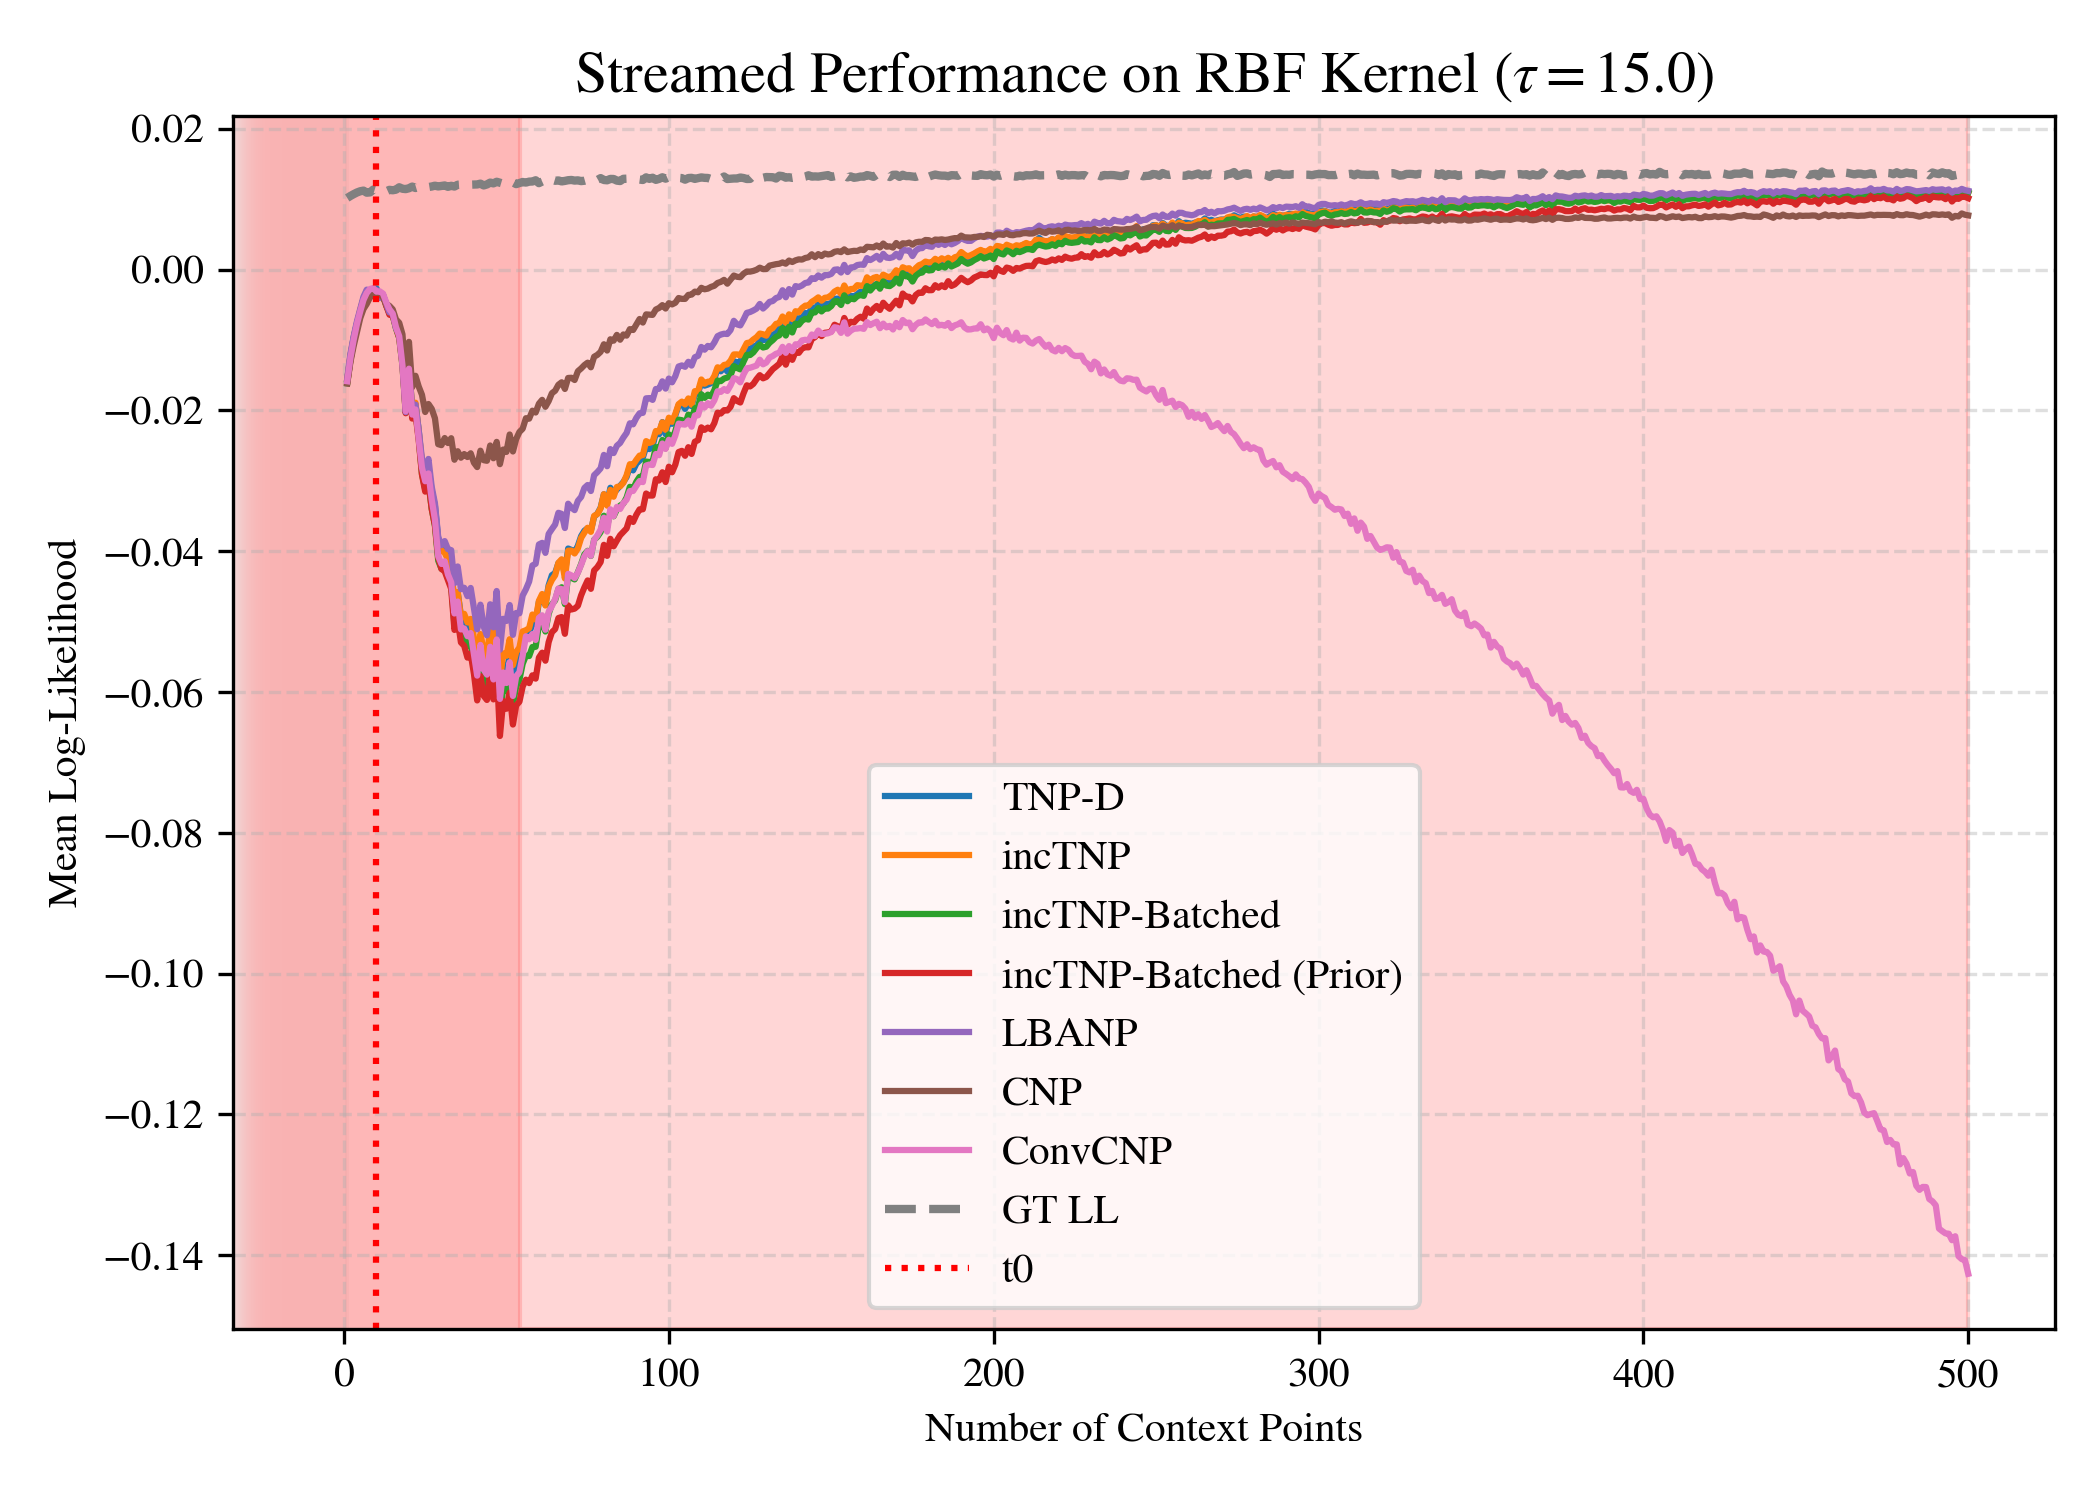 Streamed Performance on RBF Kernel (τ = 15.0)
0.02
0.00
−0.02
−0.04
−0.06
−0.08
−0.10
−0.12
−0.14
Mean Log-Likelihood
TNP-D
incTNP
incTNP-Batched
incTNP-Batched (Prior)
LBANP
CNP
ConvCNP
GT LL
t0
0 100 200 300 400 500
Number of Context Points